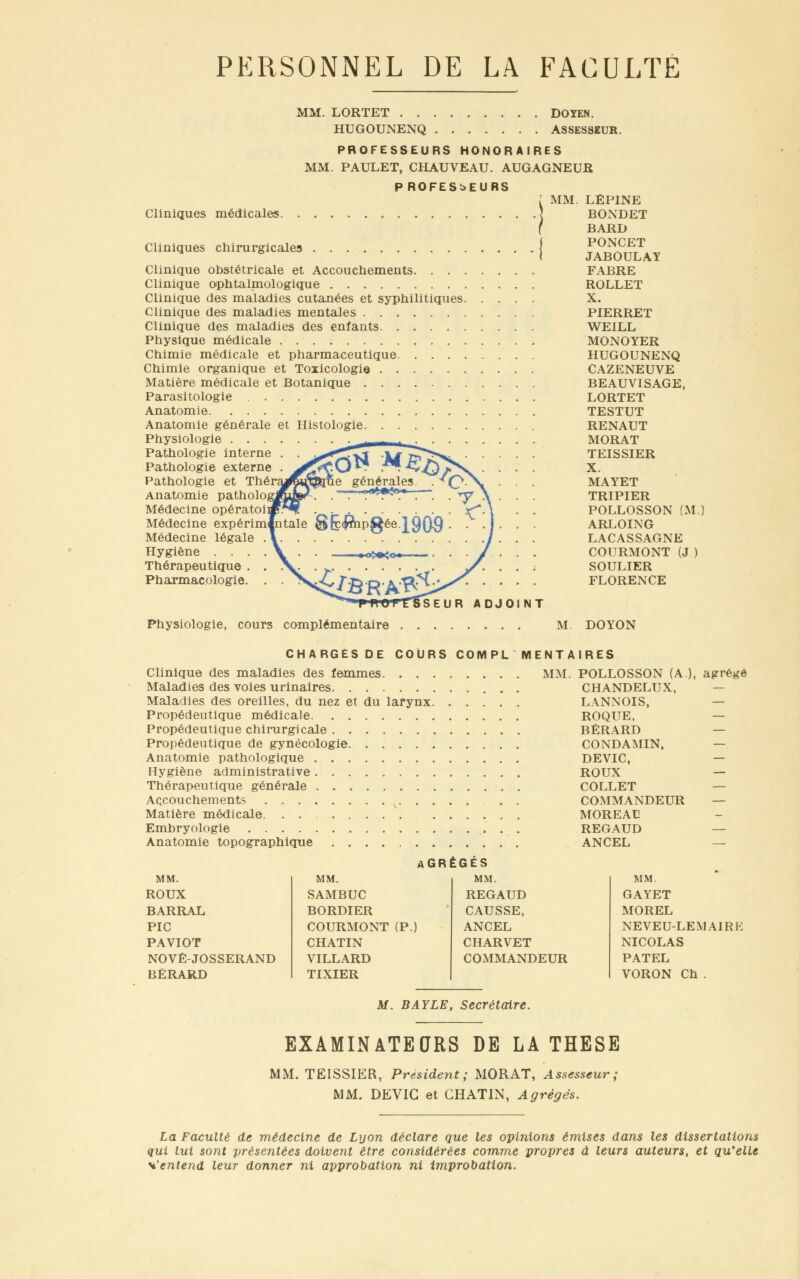 PERSONNEL DE LA FACULTÉ
MM. LORTET . . . . . . . . . DOYEN.
HUGOUNENQ . . . . . . . ASSESSEUR.
PROFESSEURS HONORAIRES
MM. PAULET, CHAUVEAU. AUGAGNEUR
PROFESSEURS
MM. LÉPINE
Cliniques médicales. . . . . . . . . . . . . . . . BONDET
BARD
Cliniques chirurgicales . . . . . . . . . . . . . . PONCET
JABOULAY
Clinique obstétricale et Accouchements. . . . . . . . FABRE
Clinique ophtalmologique . . . . . . . . . . . . . ROLLET
Clinique des maladies cutanées et syphilitiques. . . . . X.
Clinique des maladies mentales . . . . . . . . . . . PIERRET
Clinique des maladies des enfants. . . . . . . . . . WEILL
Physique médicale . . . . . . . . . . . . . . . . MONOYER
Chimie médicale et pharmaceutique. . . . . . . . . HUGOUNENQ
Chimie organique et Toxicologie . . . . . . . . . . CAZENEUVE
Matière médicale et Botanique . . . . . . . . . . . BEAUVISAGE,
Parasitologie . . . . . . . . . . . . . . . . . . LORTET
Anatomie. . . . . . . . . . . . . . . . . . . . TESTUT
Anatomie générale et Histologie. . . . . . . . . . . RENAUT
Physiologie . . . . . . . . . . . . . . . . . . . MORAT
Pathologie interne . . . . . . . . . . . . . . . . TEISSIER
Pathologie externe . . . . . . . . . . . . . . . . X.
Pathologie et Thérapeutique générales. . . . . . . . MAYET
Anatomie pathologique . . . . . . . . . . . . . . TRIPIER
Médecine opératoire. . . . . . . . . . . . . . . . POLLOSSON (M.)
Médecine expérimentale et comparée. . . . . . . . . ARLOING
Médecine légale . . . . . . . . . . . . . . . . . LACASSAGNE
Hygiène . . . . . . . . . . . . . . . . . . . . COURMONT (J )
Thérapeutique . . . . . . . . . . . . . . . . . . SOULIER
Pharmacologie. . . . . . . . . . . . . . . . . . FLORENCE
1909
LIBRARY
PROFESSEUR ADJOINT
Physiologie, cours complémentaire . . . . . . . . M. DOYON
CHARGÉS DE COURS COMPL MENTAIRES
Clinique des maladies des femmes. . . . . . . . . MM. POLLOSSON (A.), agrégé
Maladies des voies urinaires. . . . . . . . . . . . CHANDELUX, —
Maladies des oreilles, du nez et du larynx. . . . . . LANNOIS, —
Propédeutique médicale. . . . . . . . . . . . . . ROQUE, —
Propédeutique chirurgicale . . . . . . . . . . . . BÉRARD —
Propédeutique de gynécologie. . . . . . . . . . . CONDAMIN, —
Anatomie pathologique . . . . . . . . . . . . . . DEVIC, —
Hygiène administrative . . . . . . . . . . . . . . ROUX —
Thérapeutique générale . . . . . . . . . . . . . . COLLET —
Accouchements . . . . . . . . . . . . . . . . . COMMANDEUR —
Matière médicale. . . . . . . . . . . . . . . . . MOREAU -
Embryologie . . . . . . . . . . . . . . . . . . REGAUD —
Anatomie topographique . . . . . . . . . . . . . ANCEL —
AGRÉGÉS
MM. MM. MM. MM.
ROUX SAMBUC REGAUD GAYET
BARRAL BORDIER CAUSSE, MOREL
PIC COURMONT (P.) ANCEL NEVEU-LEMAIRE
PAVIOT CHATIN CHARVET NICOLAS
NOVÉ-JOSSERAND VILLARD COMMANDEUR PATEL
BÉRARD TIXIER VORON Ch .
M. BAYLE, Secrétaire.
EXAMINATEURS DE LA THESE
MM. TEISSIER, Président ; MORAT, Assesseur ;
MM. DEVIC et CHATIN, Agrégés.
La Faculté de médecine de Lyon déclare que les opinions émises dans les dissertations
qui lui sont présentées doivent être considérées comme propres à leurs auteurs, et qu'elle
n'entend leur donner ni approbation ni improbation.